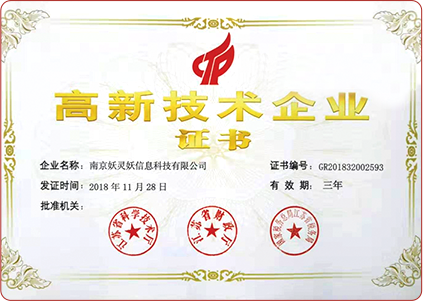 高新技术企业
证书
企业名称：南京妖灵妖信息科技有限公司
证书编号：GR201832002593
发证时间：2018 年 11 月 28 日
有 效 期：三年
批准机关：
江苏省科学技术厅
江苏省财政厅
国家税务总局江苏省税务局